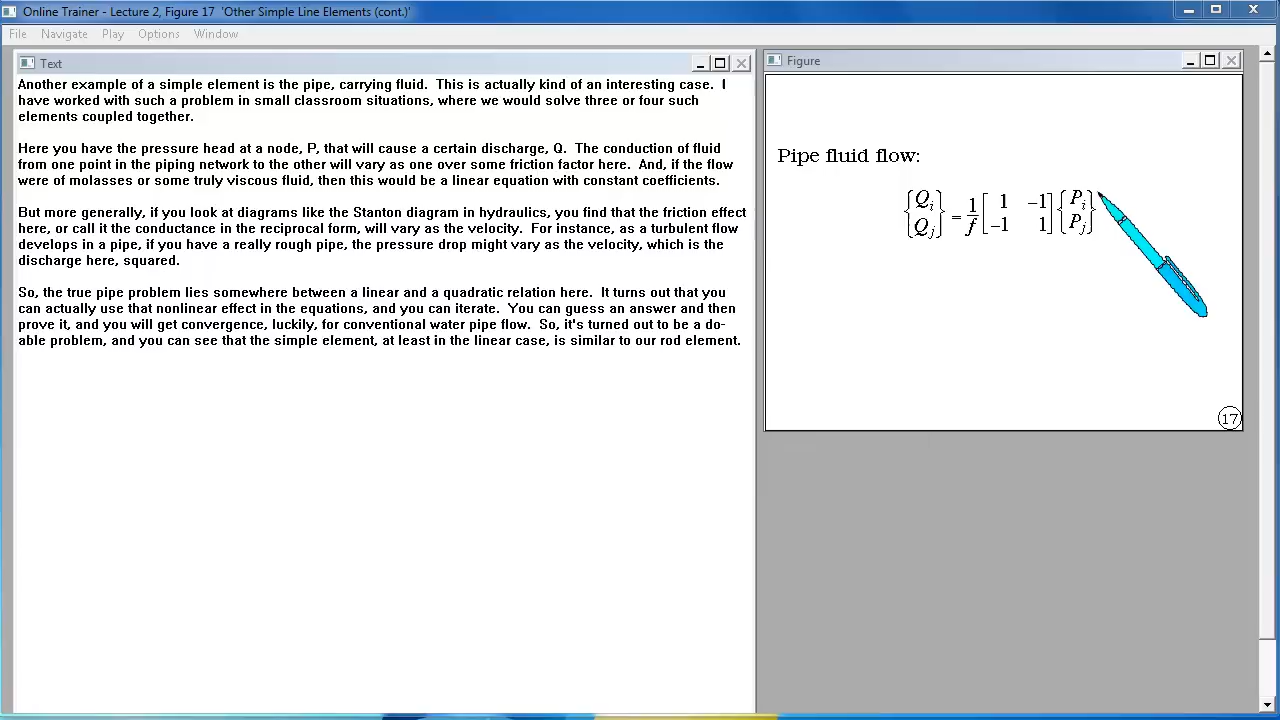 Online Trainer - Lecture 2, Figure 17 'Other Simple Line Elements (cont.)'
File Navigate Play Options Window
Text
Another example of a simple element is the pipe, carrying fluid. This is actually kind of an interesting case. I
have worked with such a problem in small classroom situations, where we would solve three or four such
elements coupled together.
Here you have the pressure head at a node, P, that will cause a certain discharge, Q. The conduction of fluid
from one point in the piping network to the other will vary as one over some friction factor here. And, if the flow
were of molasses or some truly viscous fluid, then this would be a linear equation with constant coefficients.
But more generally, if you look at diagrams like the Stanton diagram in hydraulics, you find that the friction effect
here, or call it the conductance in the reciprocal form, will vary as the velocity. For instance, as a turbulent flow
develops in a pipe, if you have a really rough pipe, the pressure drop might vary as the velocity, which is the
discharge here, squared.
So, the true pipe problem lies somewhere between a linear and a quadratic relation here. It turns out that you
can actually use that nonlinear effect in the equations, and you can iterate. You can guess an answer and then
prove it, and you will get convergence, luckily, for conventional water pipe flow. So, it's turned out to be a do-
able problem, and you can see that the simple element, at least in the linear case, is similar to our rod element.
Figure
Pipe fluid flow:
{Qi Qj} = 1/f [1 -1 -1 1] {Pi Pj}
17